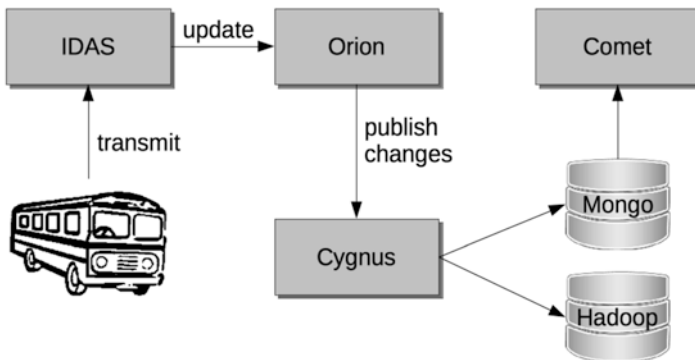 IDAS
update
Orion
Comet
transmit
publish
changes
Mongo
Cygnus
Hadoop